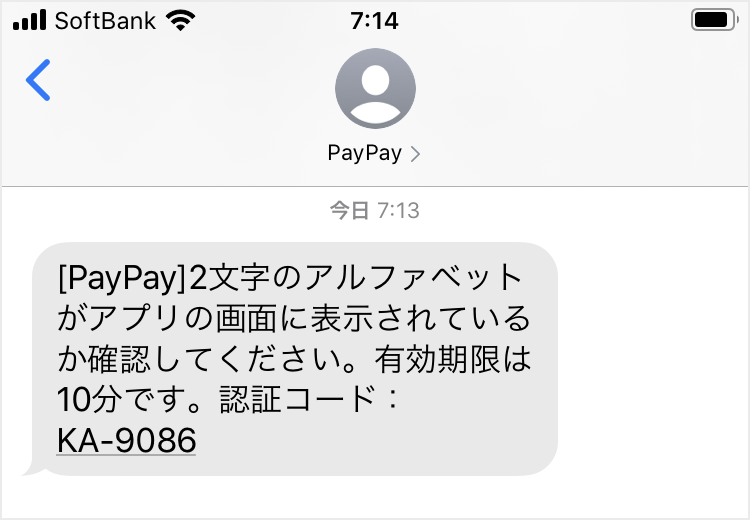 SoftBank 7:14
PayPay
今日 7:13
[PayPay]2文字のアルファベット
がアプリの画面に表示されている
か確認してください。有効期限は
10分です。認証コード：
KA-9086